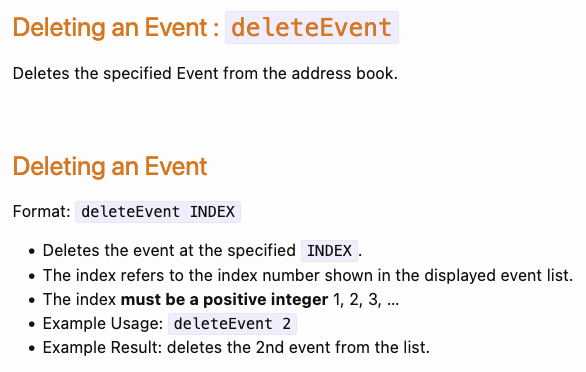 Deleting an Event : deleteEvent
Deletes the specified Event from the address book.
Deleting an Event
Format: deleteEvent INDEX
• Deletes the event at the specified INDEX .
• The index refers to the index number shown in the displayed event list.
• The index must be a positive integer 1, 2, 3, …
• Example Usage: deleteEvent 2
• Example Result: deletes the 2nd event from the list.